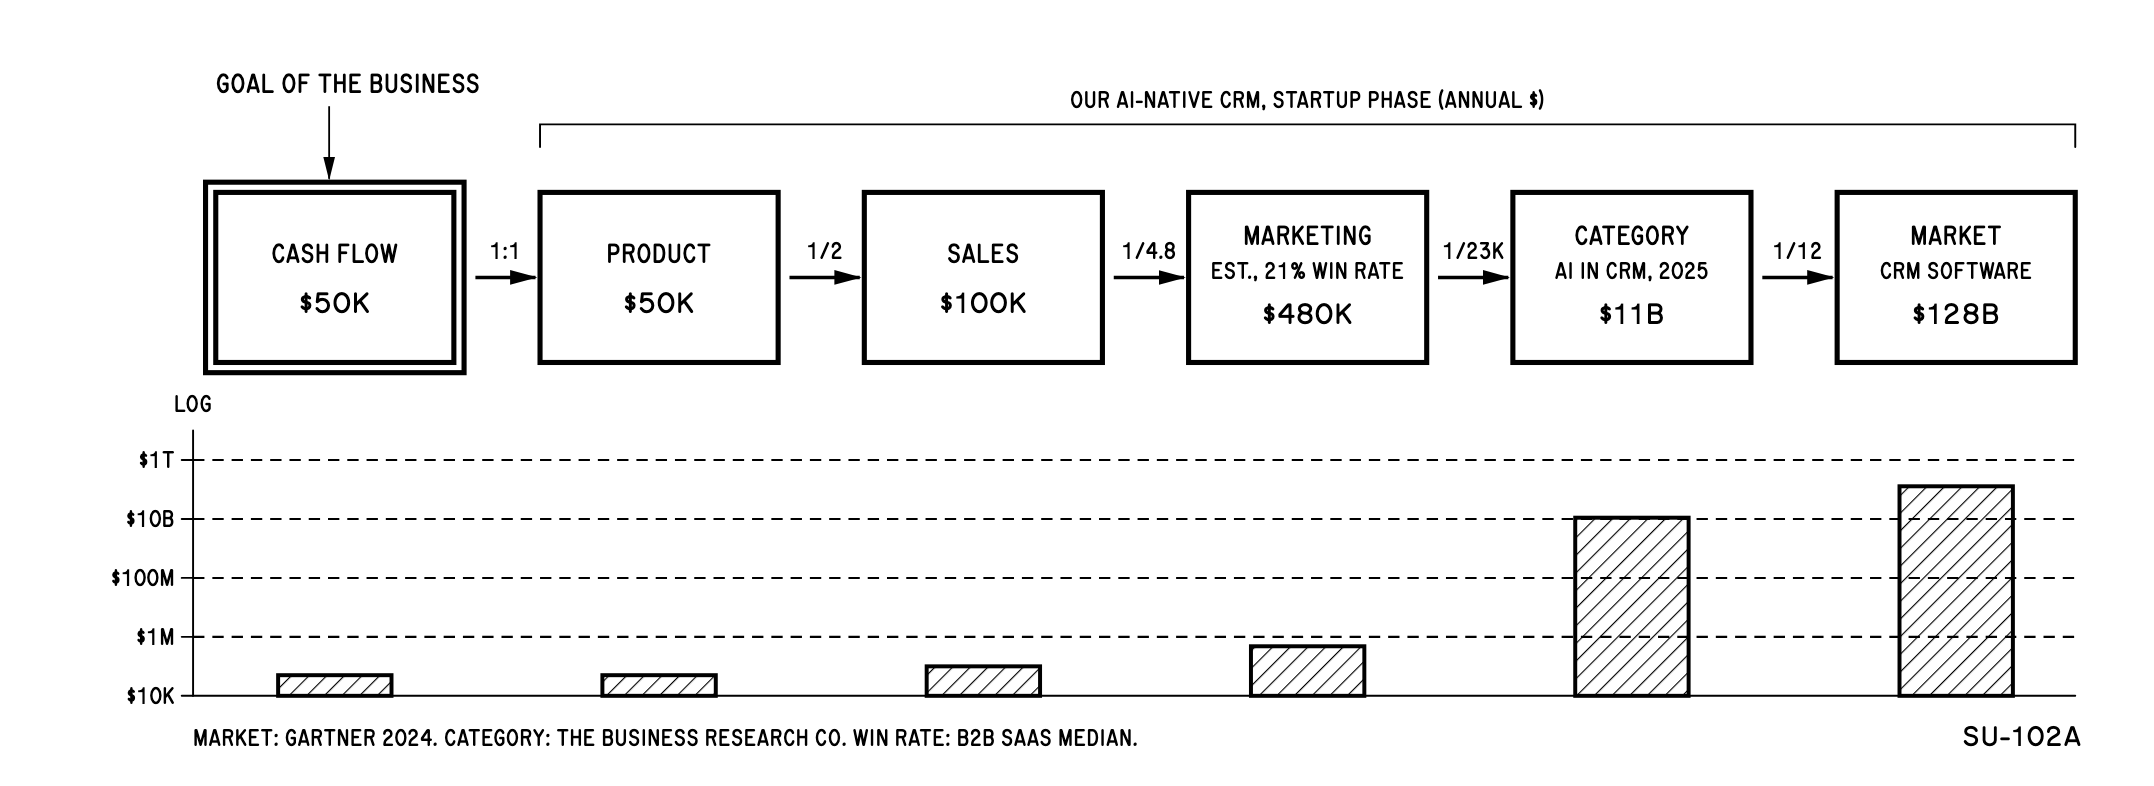 GOAL OF THE BUSINESS
OUR AI-NATIVE CRM, STARTUP PHASE (ANNUAL $)
CASH FLOW
$50K
1:1
PRODUCT
$50K
1/2
SALES
$100K
1/4.8
MARKETING
EST., 21% WIN RATE
$480K
1/23K
CATEGORY
AI IN CRM, 2025
$11B
1/12
MARKET
CRM SOFTWARE
$128B
LOG
$1T
$10B
$100M
$1M
$10K
MARKET: GARTNER 2024. CATEGORY: THE BUSINESS RESEARCH CO. WIN RATE: B2B SAAS MEDIAN.
SU-102A